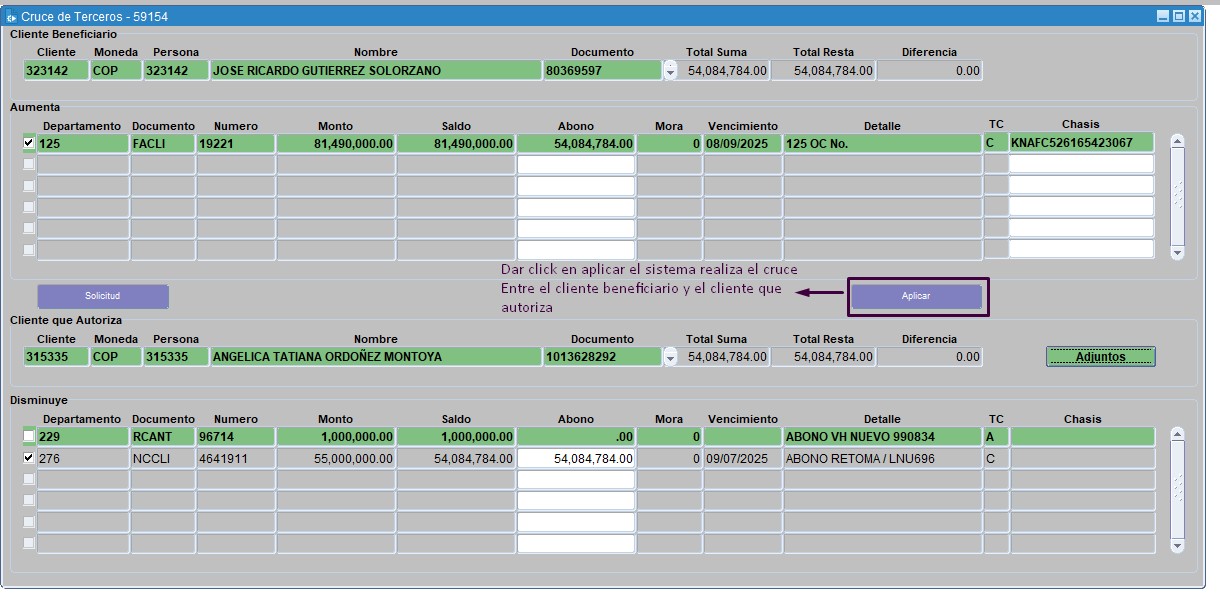 Cruce de Terceros - 59154
Cliente Beneficiario
Cliente Moneda Persona Nombre Documento Total Suma Total Resta Diferencia
323142 COP 323142 JOSE RICARDO GUTIERREZ SOLORZANO 80369597 54,084,784.00 54,084,784.00 0.00
Aumenta
Departamento Documento Numero Monto Saldo Abono Mora Vencimiento Detalle TC Chasis
125 FACLI 19221 81,490,000.00 81,490,000.00 54,084,784.00 0 08/09/2025 125 OC No. C KNAFC526165423067
Dar click en aplicar el sistema realiza el cruce
Entre el cliente beneficiario y el cliente que
autoriza
Solicitud Aplicar
Cliente que Autoriza
Cliente Moneda Persona Nombre Documento Total Suma Total Resta Diferencia
315335 COP 315335 ANGELICA TATIANA ORDOÑEZ MONTOYA 1013628292 54,084,784.00 54,084,784.00 0.00 Adjuntos
Disminuye
Departamento Documento Numero Monto Saldo Abono Mora Vencimiento Detalle TC Chasis
229 RCANT 96714 1,000,000.00 1,000,000.00 .00 0 ABONO VH NUEVO 990834 A
276 NCCLI 4641911 55,000,000.00 54,084,784.00 54,084,784.00 0 09/07/2025 ABONO RETOMA / LNU696 C